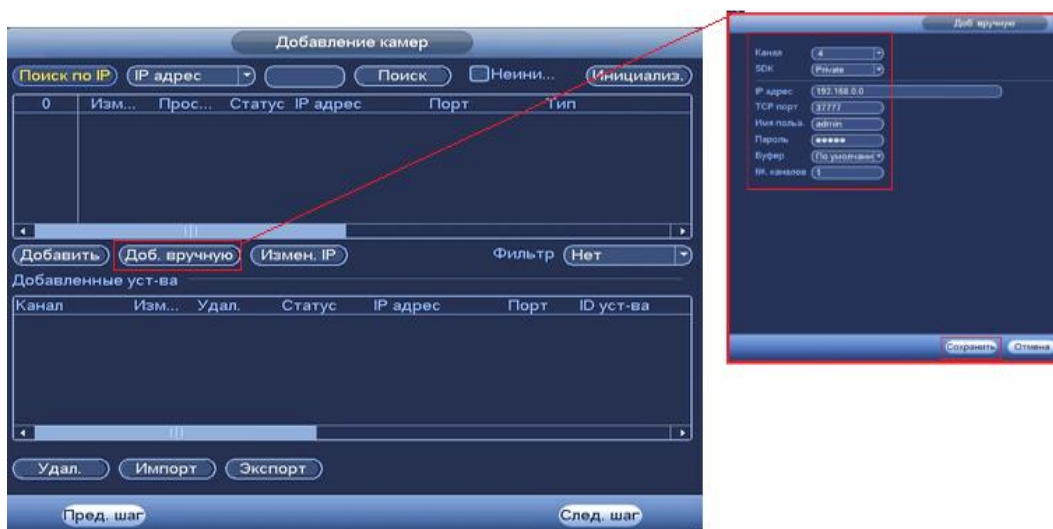 Добавление камер
Поиск по IP IP адрес Поиск Неини... Инициализ.
0 Изм... Прос... Статус IP адрес Порт Тип
Добавить Доб. вручную Измен. IP Фильтр Нет
Добавленные уст-ва
Канал Изм... Удал. Статус IP адрес Порт ID уст-ва
Удал. Импорт Экспорт
Пред. шаг След. шаг
Доб. вручную
Канал 4
SDK Private
IP адрес 192.168.0.0
TCP порт 37777
Имя польз. admin
Пароль ●●●●●
Буфер По умолчани
каналов 1
Сохранить Отмена